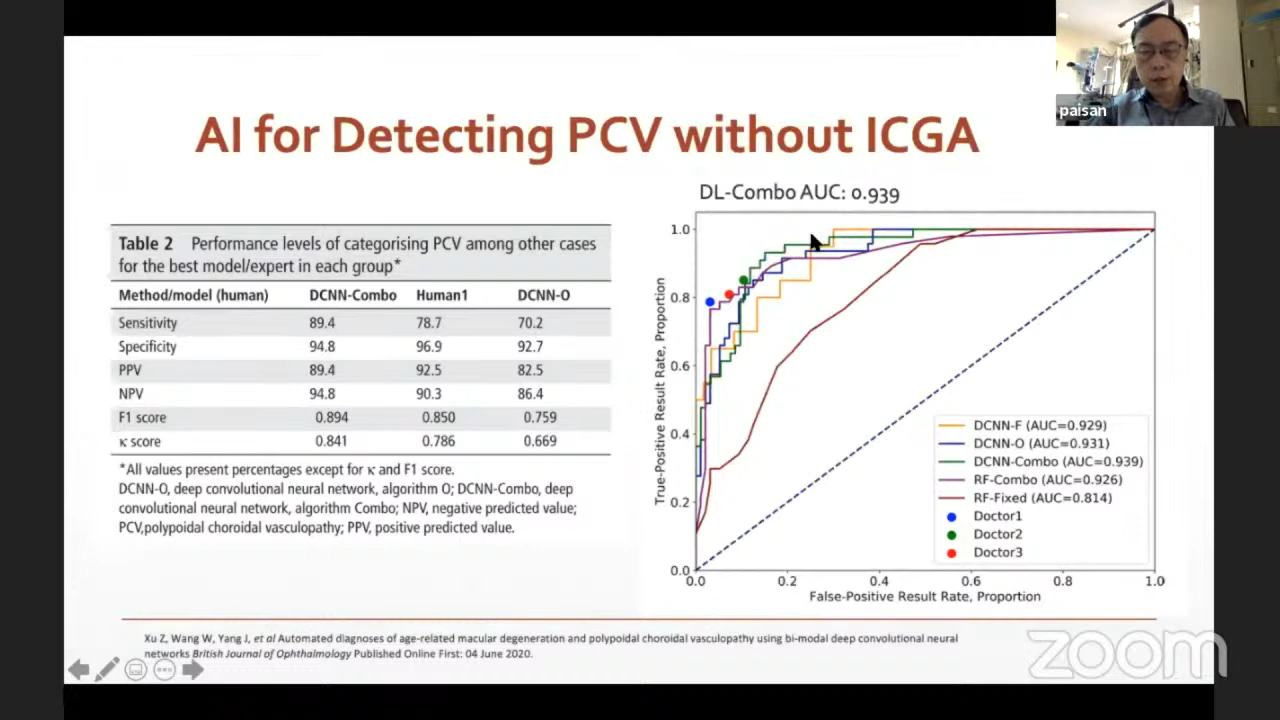 paisan
AI for Detecting PCV without ICGA
DL-Combo AUC: 0.939
Table 2 Performance levels of categorising PCV among other cases
for the best model/expert in each group*
Method/model (human) DCNN-Combo Human1 DCNN-O
Sensitivity 89.4 78.7 70.2
Specificity 94.8 96.9 92.7
PPV 89.4 92.5 82.5
NPV 94.8 90.3 86.4
F1 score 0.894 0.850 0.759
κ score 0.841 0.786 0.669
*All values present percentages except for κ and F1 score.
DCNN-O, deep convolutional neural network, algorithm O; DCNN-Combo, deep
convolutional neural network, algorithm Combo; NPV, negative predicted value;
PCV,polypoidal choroidal vasculopathy; PPV, positive predicted value.
True-Positive Result Rate, Proportion
1.0
0.8
0.6
0.4
0.2
0.0
DCNN-F (AUC=0.929)
DCNN-O (AUC=0.931)
DCNN-Combo (AUC=0.939)
RF-Combo (AUC=0.926)
RF-Fixed (AUC=0.814)
Doctor1
Doctor2
Doctor3
0.0 0.2 0.4 0.6 0.8 1.0
False-Positive Result Rate, Proportion
Xu Z, Wang W, Yang J, et al Automated diagnoses of age-related macular degeneration and polypoidal choroidal vasculopathy using bi-modal deep convolutional neural
networks British Journal of Ophthalmology Published Online First: 04 June 2020.
zoom